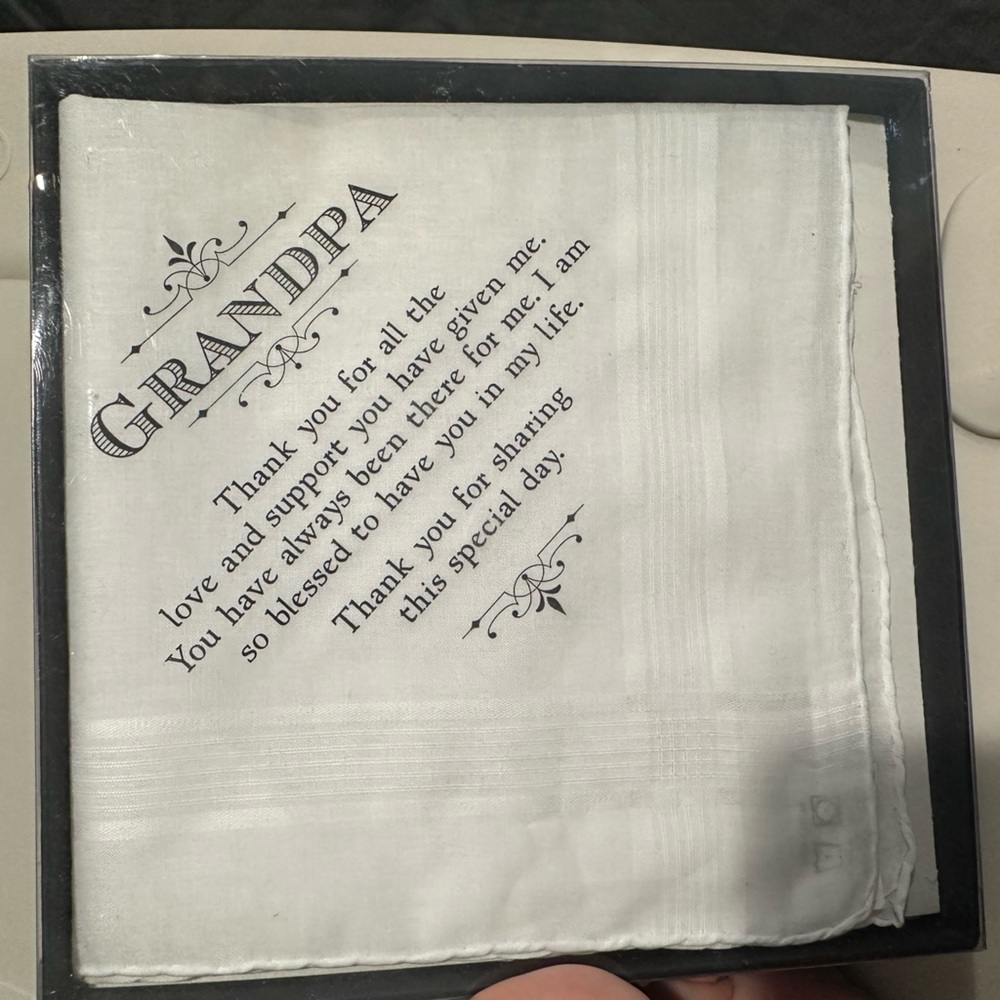 GRANDPA
Thank you for all the
love and support you have given me.
You have always been there for me. I am
so blessed to have you in my life.
Thank you for sharing
this special day.